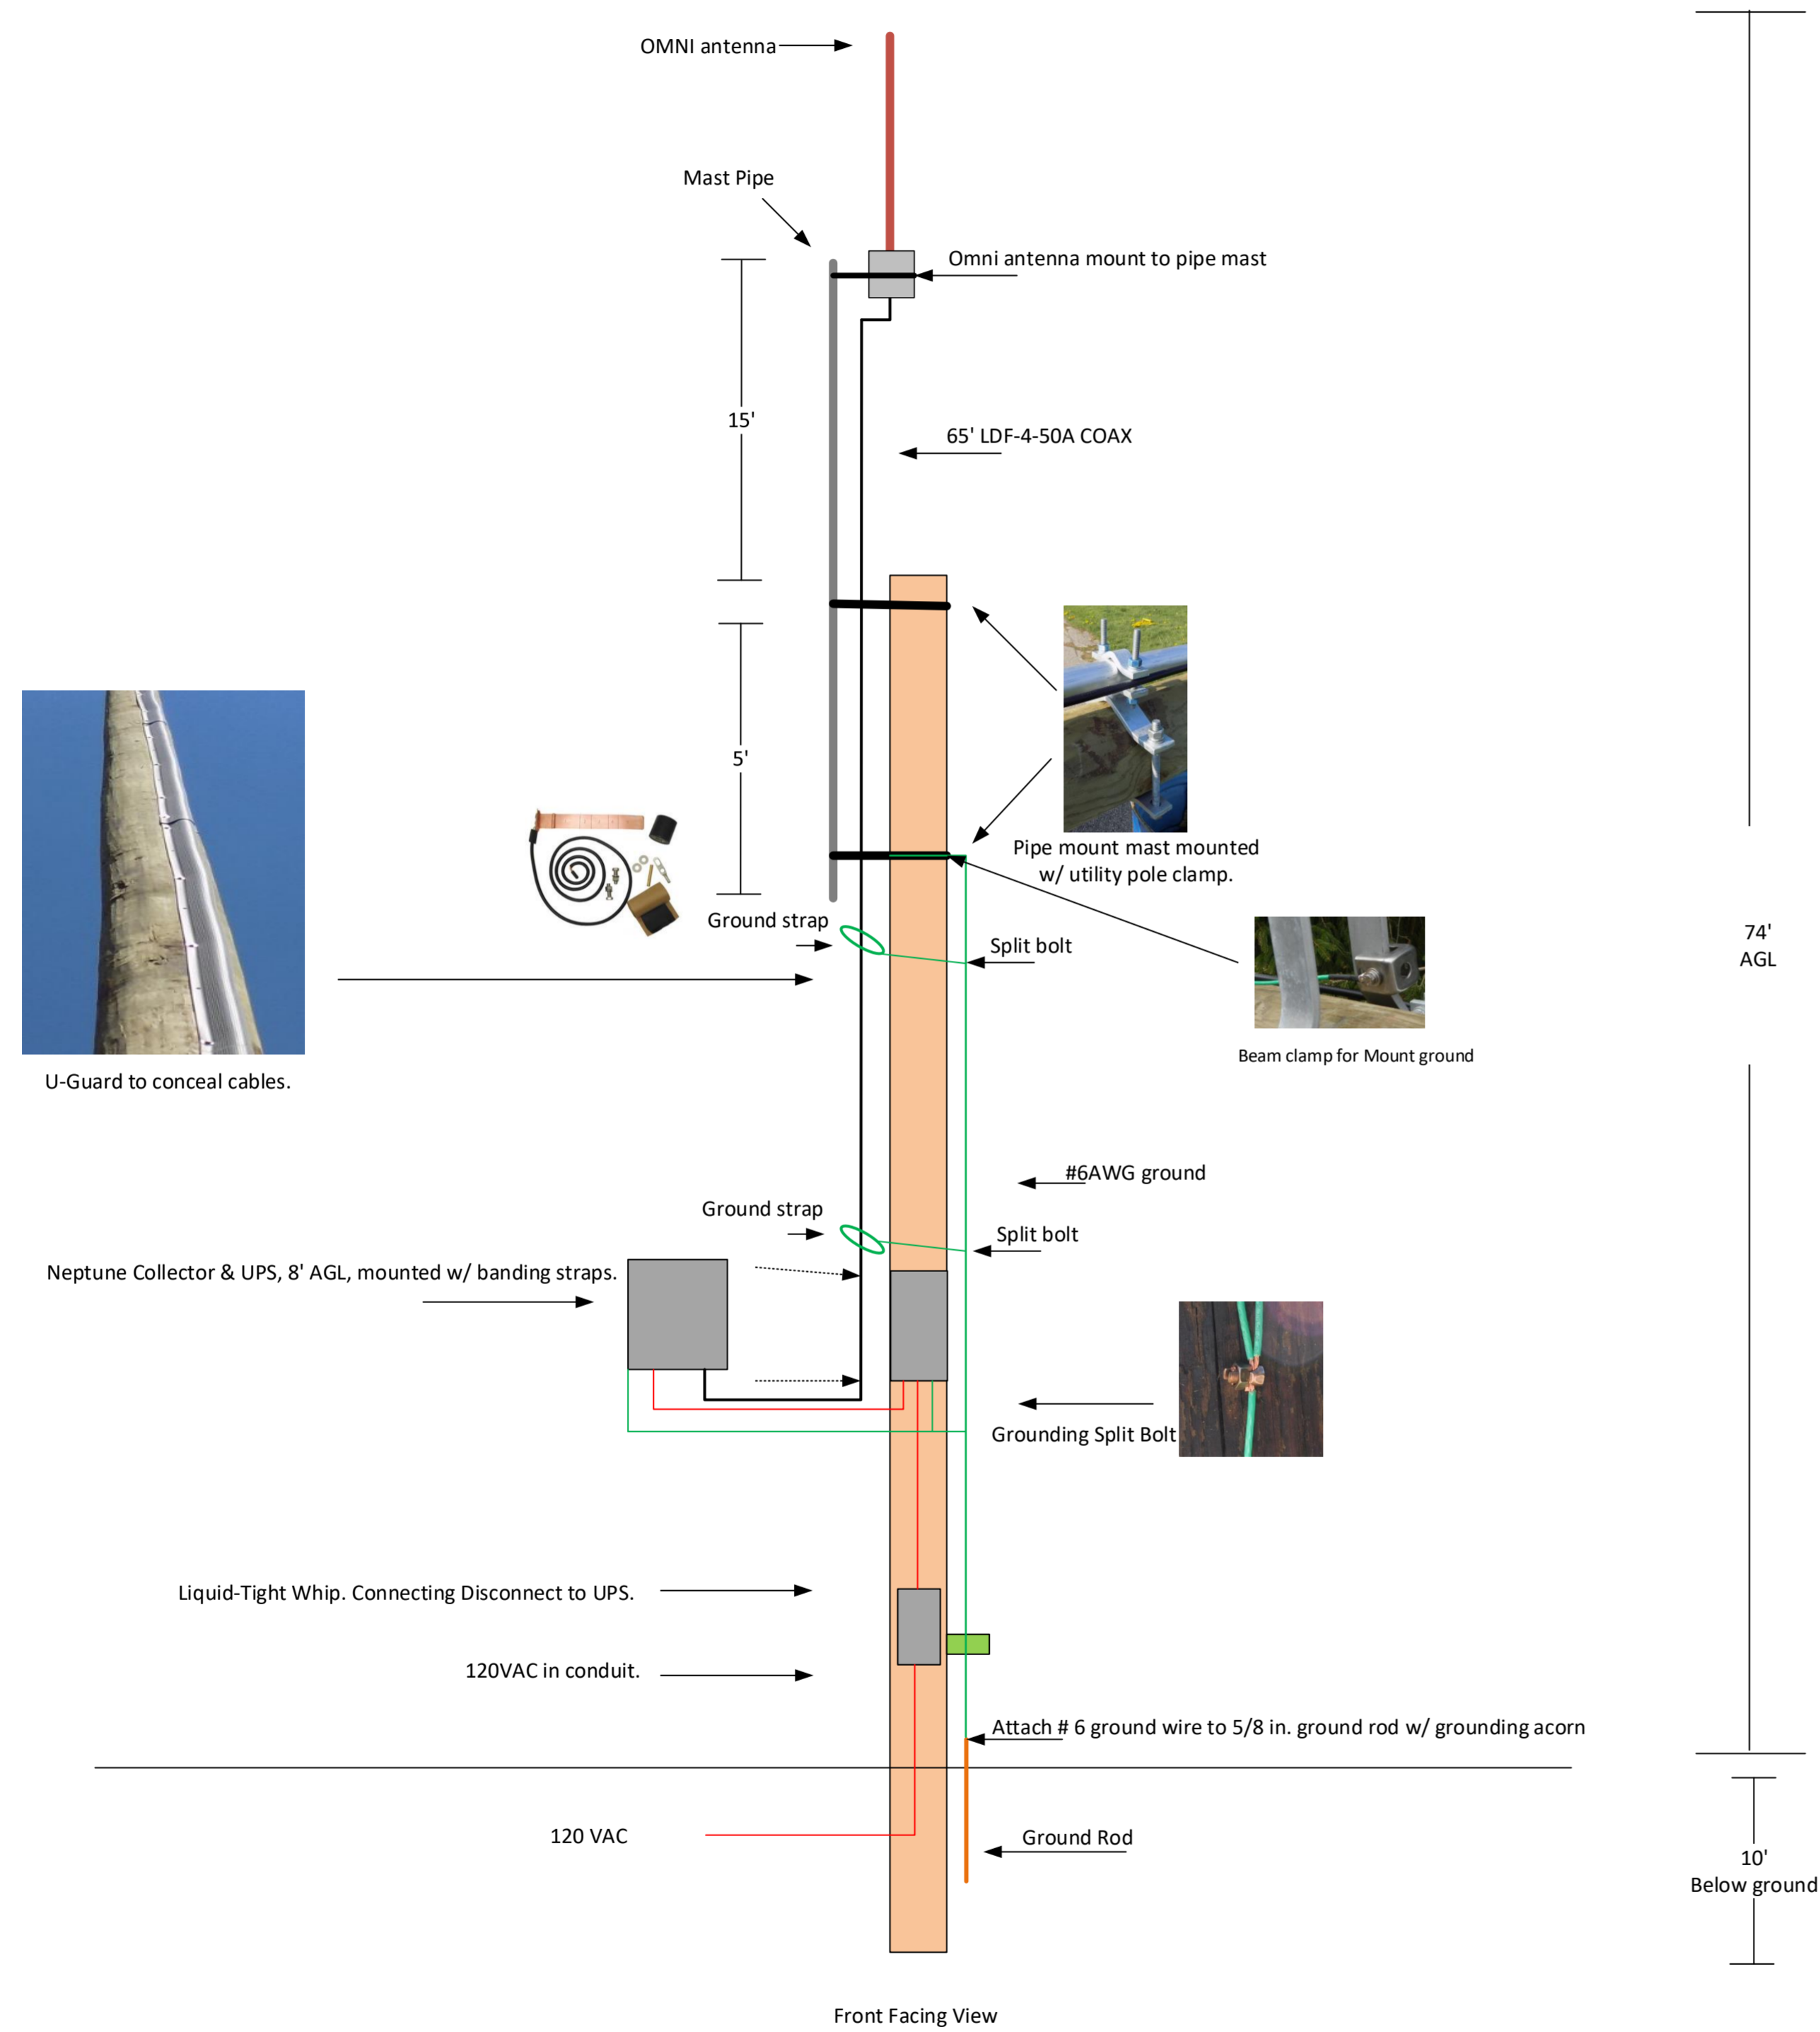 OMNI antenna
Mast Pipe
Omni antenna mount to pipe mast
15'
65' LDF-4-50A COAX
5'
Pipe mount mast mounted
w/ utility pole clamp.
Ground strap
Split bolt
74'
AGL
Beam clamp for Mount ground
U-Guard to conceal cables.
#6AWG ground
Ground strap
Split bolt
Neptune Collector & UPS, 8' AGL, mounted w/ banding straps.
Grounding Split Bolt
Liquid-Tight Whip. Connecting Disconnect to UPS.
120VAC in conduit.
Attach # 6 ground wire to 5/8 in. ground rod w/ grounding acorn
120 VAC
Ground Rod
10'
Below ground
Front Facing View